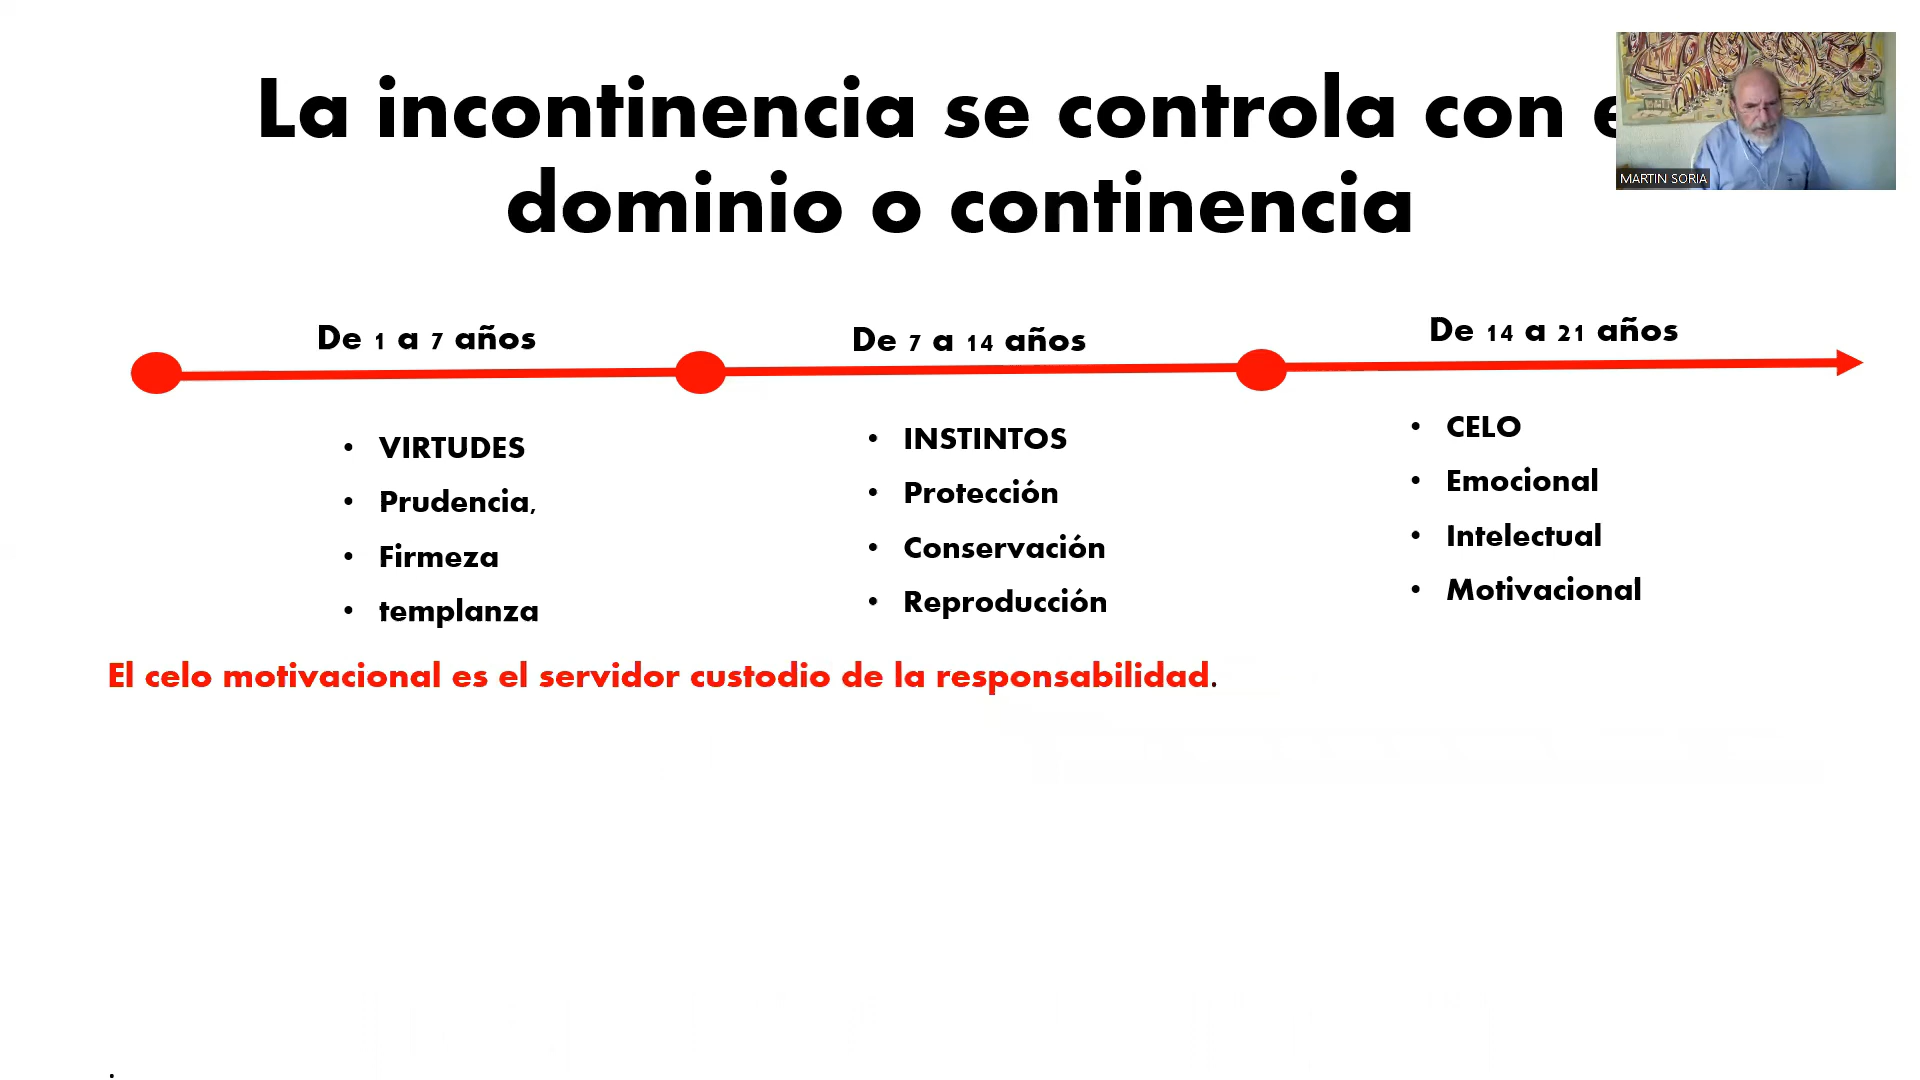 La incontinencia se controla con e
dominio o continencia
MARTIN SORIA
De 1 a 7 años
De 7 a 14 años
De 14 a 21 años
• VIRTUDES
• Prudencia,
• Firmeza
• templanza
• INSTINTOS
• Protección
• Conservación
• Reproducción
• CELO
• Emocional
• Intelectual
• Motivacional
El celo motivacional es el servidor custodio de la responsabilidad.
.